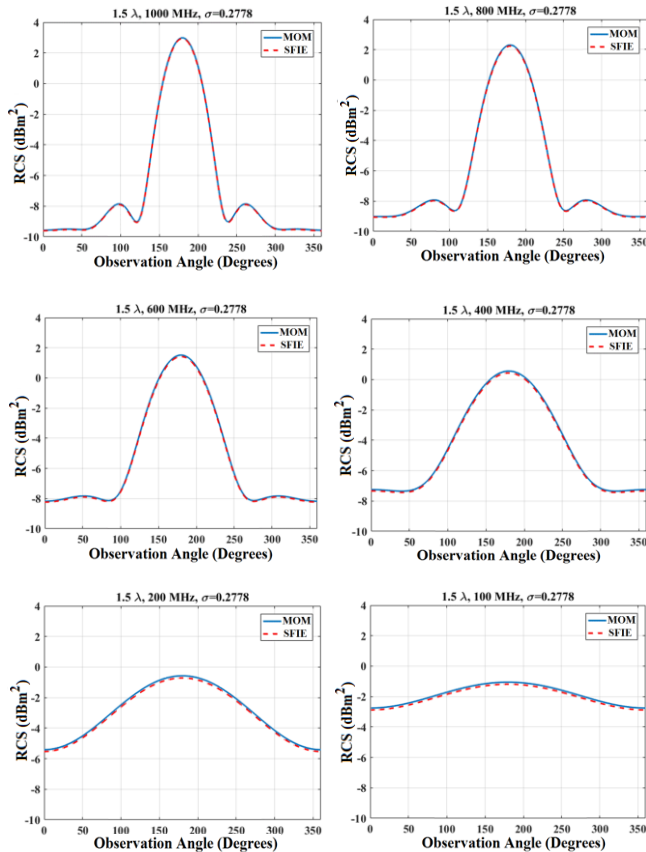 1.5 λ, 1000 MHz, σ=0.2778
MOM
SFIE
RCS (dBm²)
4
2
0
-2
-4
-6
-8
-10
0 50 100 150 200 250 300 350
Observation Angle (Degrees)
1.5 λ, 800 MHz, σ=0.2778
MOM
SFIE
RCS (dBm²)
4
2
0
-2
-4
-6
-8
-10
0 50 100 150 200 250 300 350
Observation Angle (Degrees)
1.5 λ, 600 MHz, σ=0.2778
MOM
SFIE
RCS (dBm²)
4
2
0
-2
-4
-6
-8
-10
0 50 100 150 200 250 300 350
Observation Angle (Degrees)
1.5 λ, 400 MHz, σ=0.2778
MOM
SFIE
RCS (dBm²)
4
2
0
-2
-4
-6
-8
-10
0 50 100 150 200 250 300 350
Observation Angle (Degrees)
1.5 λ, 200 MHz, σ=0.2778
MOM
SFIE
RCS (dBm²)
4
2
0
-2
-4
-6
-8
-10
0 50 100 150 200 250 300 350
Observation Angle (Degrees)
1.5 λ, 100 MHz, σ=0.2778
MOM
SFIE
RCS (dBm²)
4
2
0
-2
-4
-6
-8
-10
0 50 100 150 200 250 300 350
Observation Angle (Degrees)